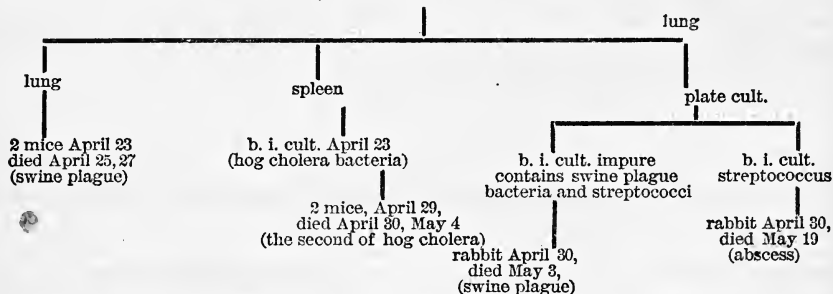 lung
lung
spleen
plate cult.
2 mice April 23
died April 25, 27
(swine plague)
b. i. cult. April 23
(hog cholera bacteria)
2 mice, April 29,
died April 30, May 4
(the second of hog cholera)
b. i. cult. impure
contains swine plague
bacteria and streptococci
rabbit April 30,
died May 3,
(swine plague)
b. i. cult.
streptococcus
rabbit April 30,
died May 19
(abscess)